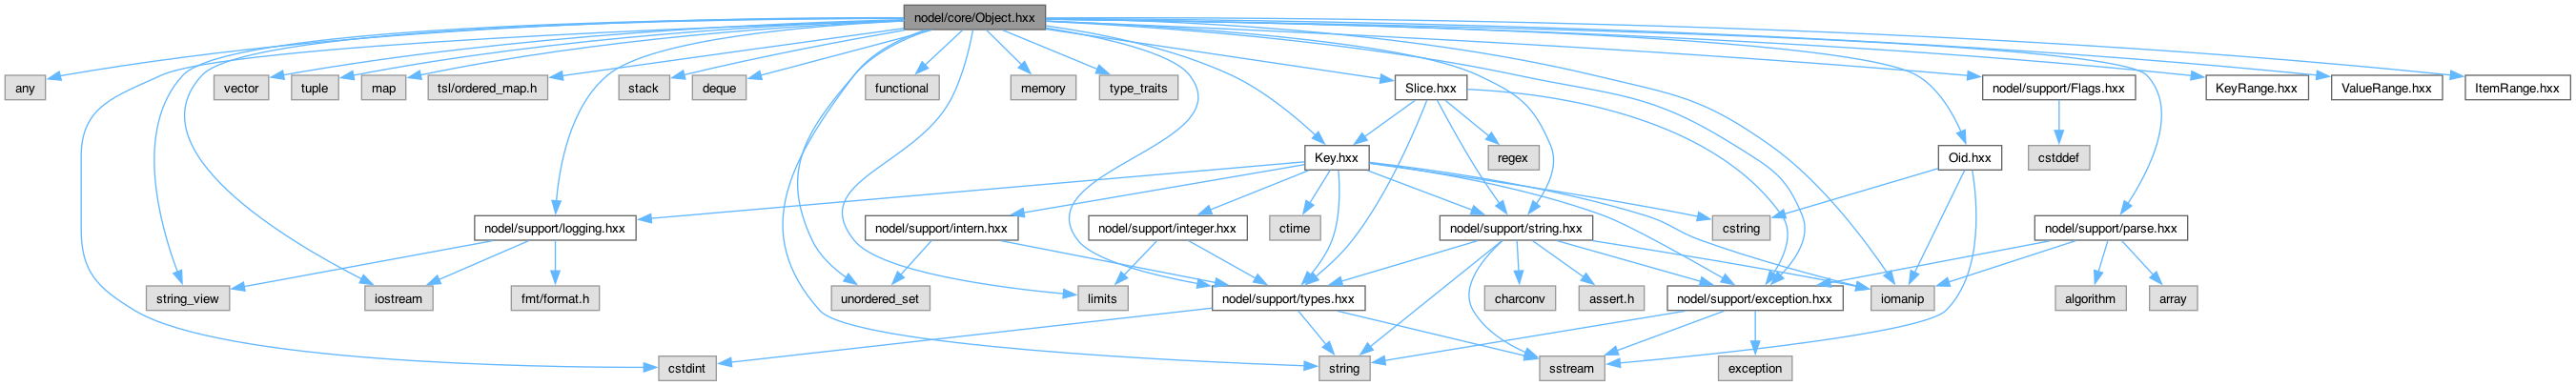 nodel/core/Object.hxx
any
vector
tuple
map
tsl/ordered_map.h
stack
deque
functional
memory
type_traits
Slice.hxx
nodel/support/Flags.hxx
KeyRange.hxx
ValueRange.hxx
ItemRange.hxx
Key.hxx
regex
Oid.hxx
cstddef
nodel/support/logging.hxx
nodel/support/intern.hxx
nodel/support/integer.hxx
ctime
nodel/support/string.hxx
cstring
nodel/support/parse.hxx
string_view
iostream
fmt/format.h
unordered_set
limits
nodel/support/types.hxx
charconv
assert.h
nodel/support/exception.hxx
iomanip
algorithm
array
cstdint
string
sstream
exception